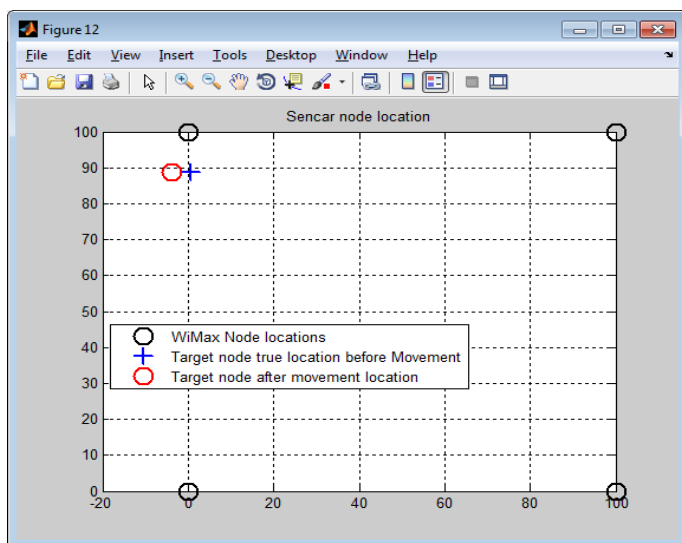 Figure 12
File Edit View Insert Tools Desktop Window Help
Sencar node location
100
90
80
70
60
50
40
30
20
10
0
WiMax Node locations
Target node true location before Movement
Target node after movement location
-20 0 20 40 60 80 100